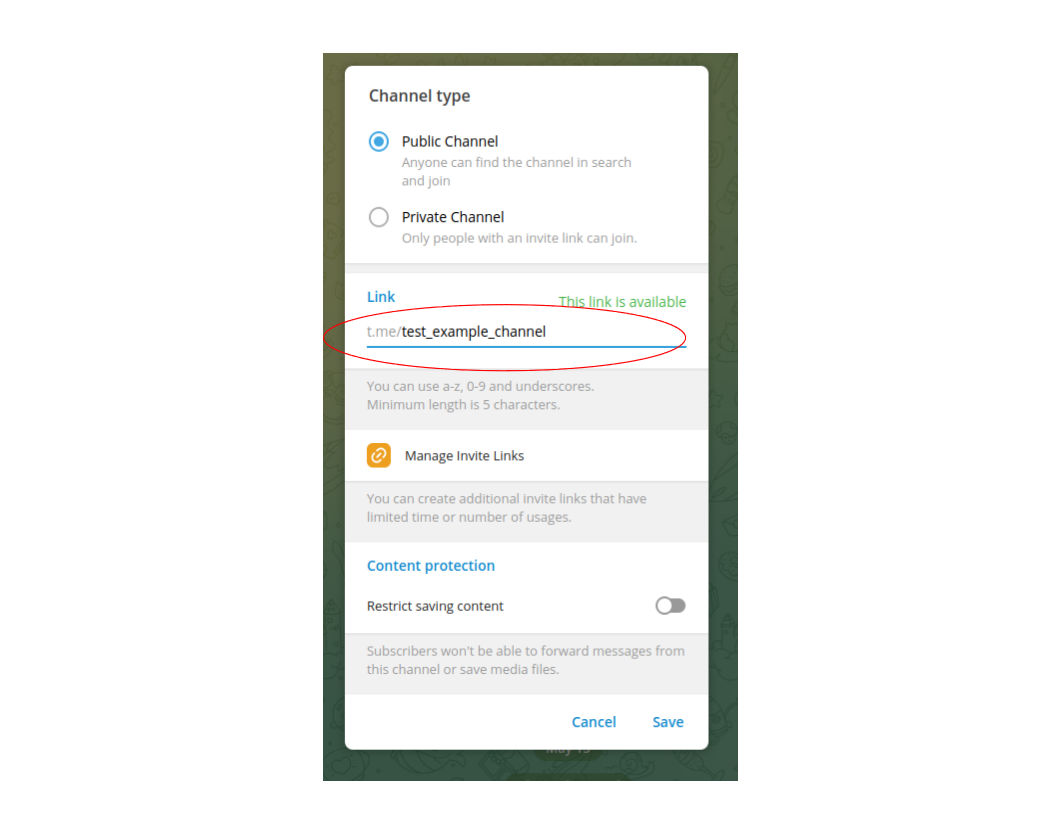 Channel type
Public Channel
Anyone can find the channel in search
and join
Private Channel
Only people with an invite link can join.
Link
This link is available
t.me/test_example_channel
You can use a-z, 0-9 and underscores.
Minimum length is 5 characters.
Manage Invite Links
You can create additional invite links that have
limited time or number of usages.
Content protection
Restrict saving content
Subscribers won't be able to forward messages from
this channel or save media files.
Cancel
Save